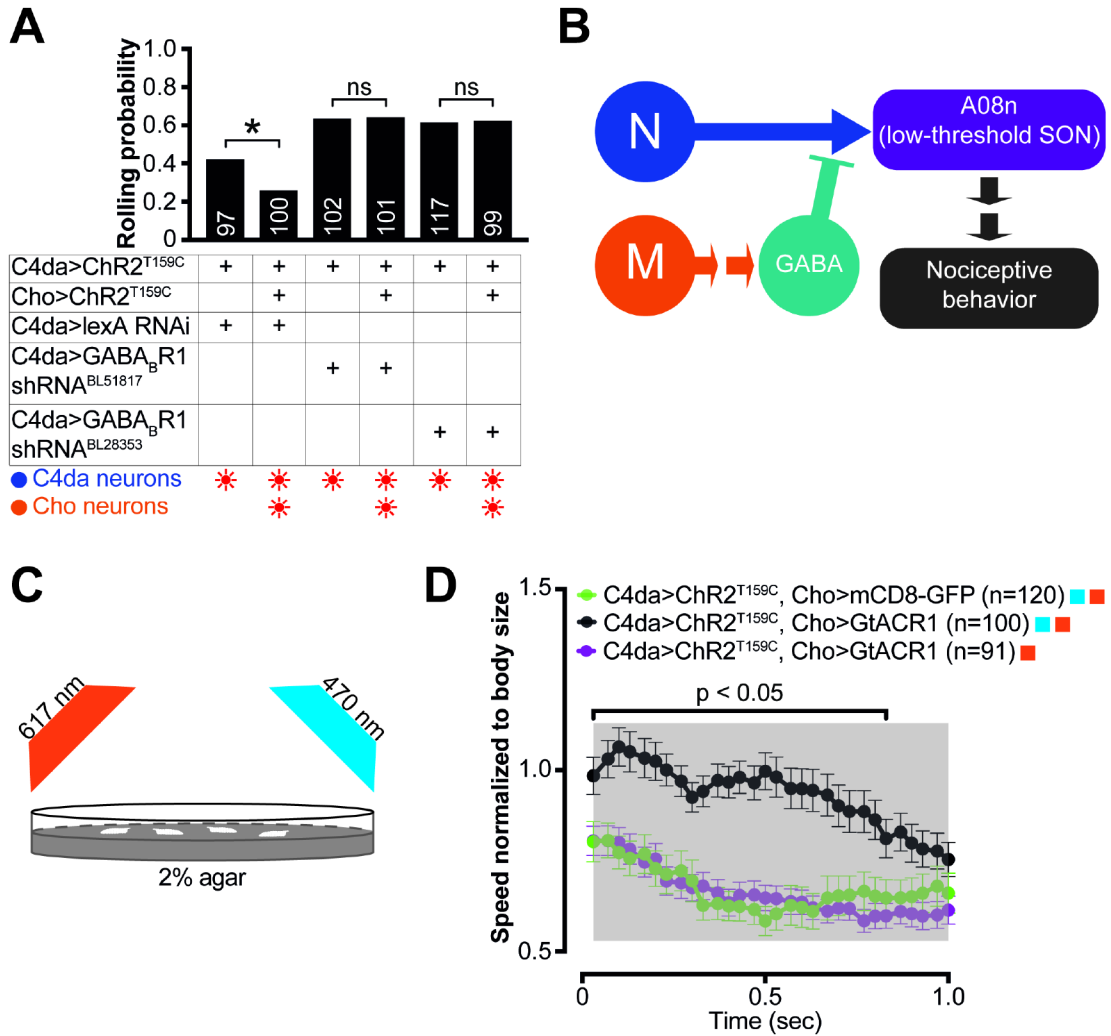 A
Rolling probability
1.0
0.8
0.6
0.4
0.2
0
*
ns
ns
97
100
102
101
117
99
C4da>ChR2T159C + + + + + +
Cho>ChR2T159C + + +
C4da>lexA RNAi + +
C4da>GABABR1
shRNABL51817 + +
C4da>GABABR1
shRNABL28353 + +
C4da neurons
Cho neurons
B
N
A08n
(low-threshold SON)
M
GABA
Nociceptive
behavior
C
617 nm
470 nm
2% agar
D
Speed normalized to body size
1.5
1.0
0.5
C4da>ChR2T159C, Cho>mCD8-GFP (n=120)
C4da>ChR2T159C, Cho>GtACR1 (n=100)
C4da>ChR2T159C, Cho>GtACR1 (n=91)
p < 0.05
0
0.5
1.0
Time (sec)